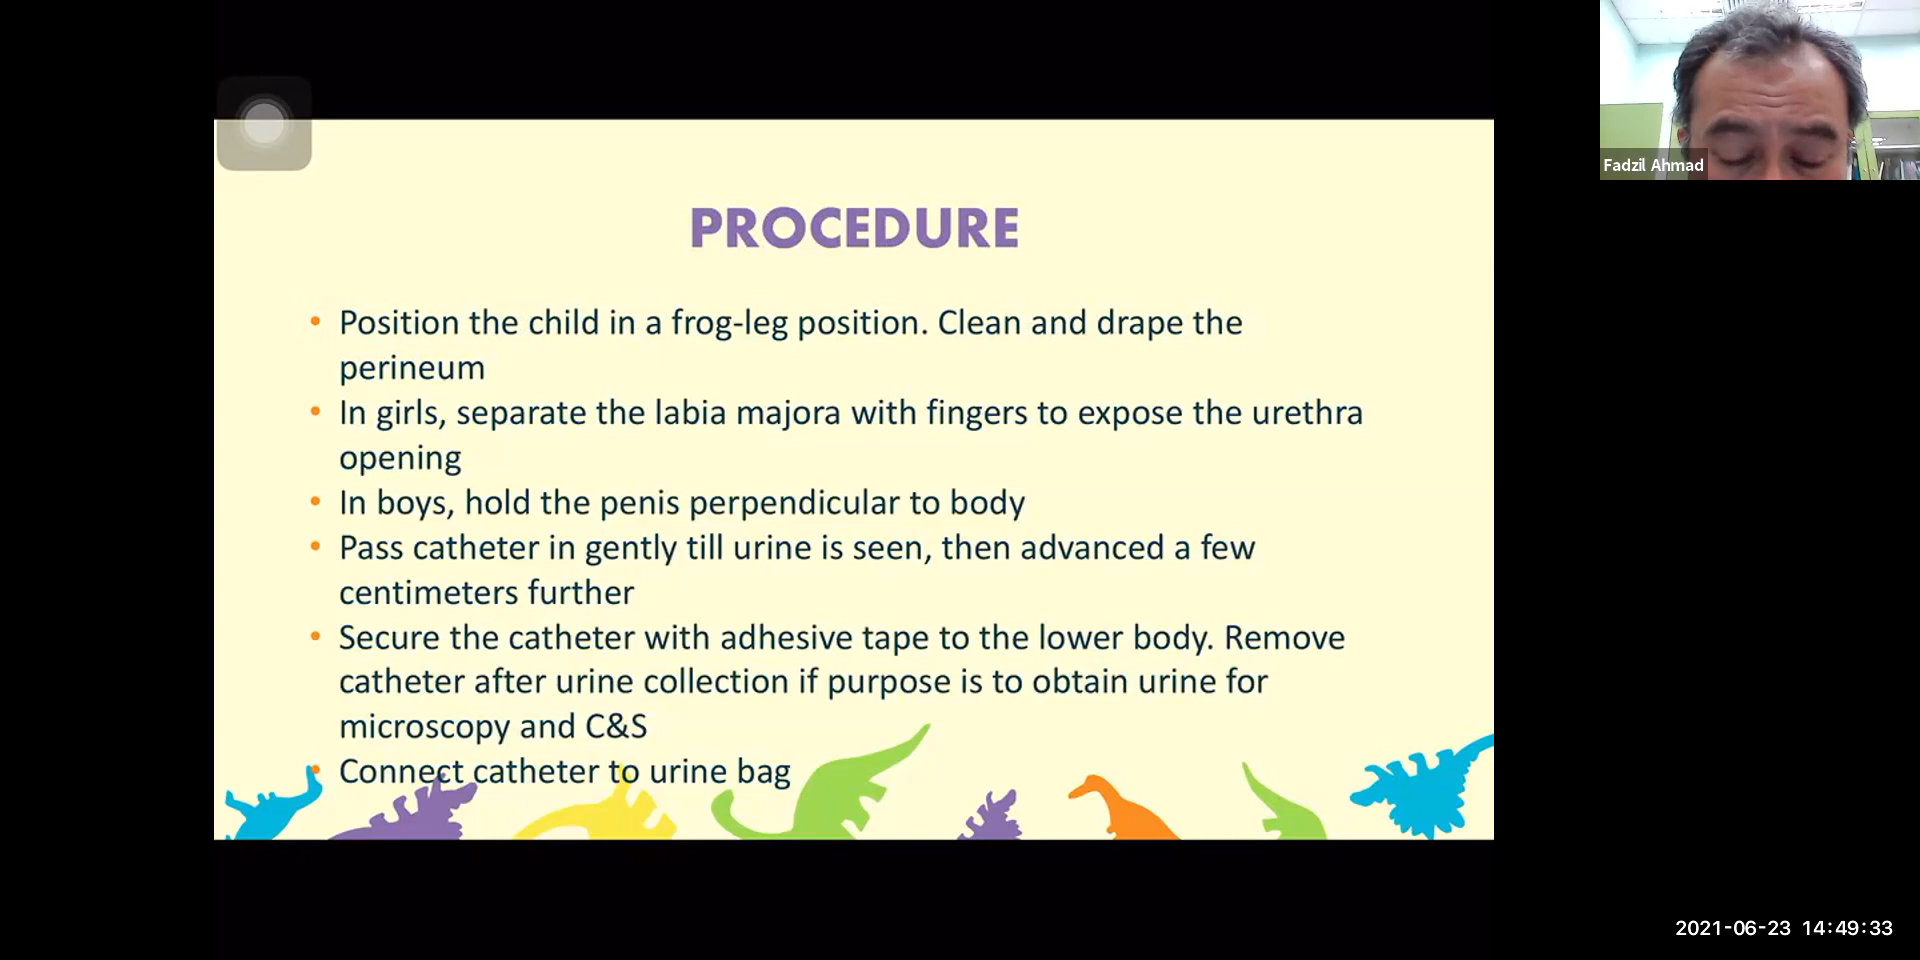 Fadzil Ahmad
PROCEDURE
• Position the child in a frog-leg position. Clean and drape the
perineum
• In girls, separate the labia majora with fingers to expose the urethra
opening
• In boys, hold the penis perpendicular to body
• Pass catheter in gently till urine is seen, then advanced a few
centimeters further
• Secure the catheter with adhesive tape to the lower body. Remove
catheter after urine collection if purpose is to obtain urine for
microscopy and C&S
• Connect catheter to urine bag
2021-06-23 14:49:33